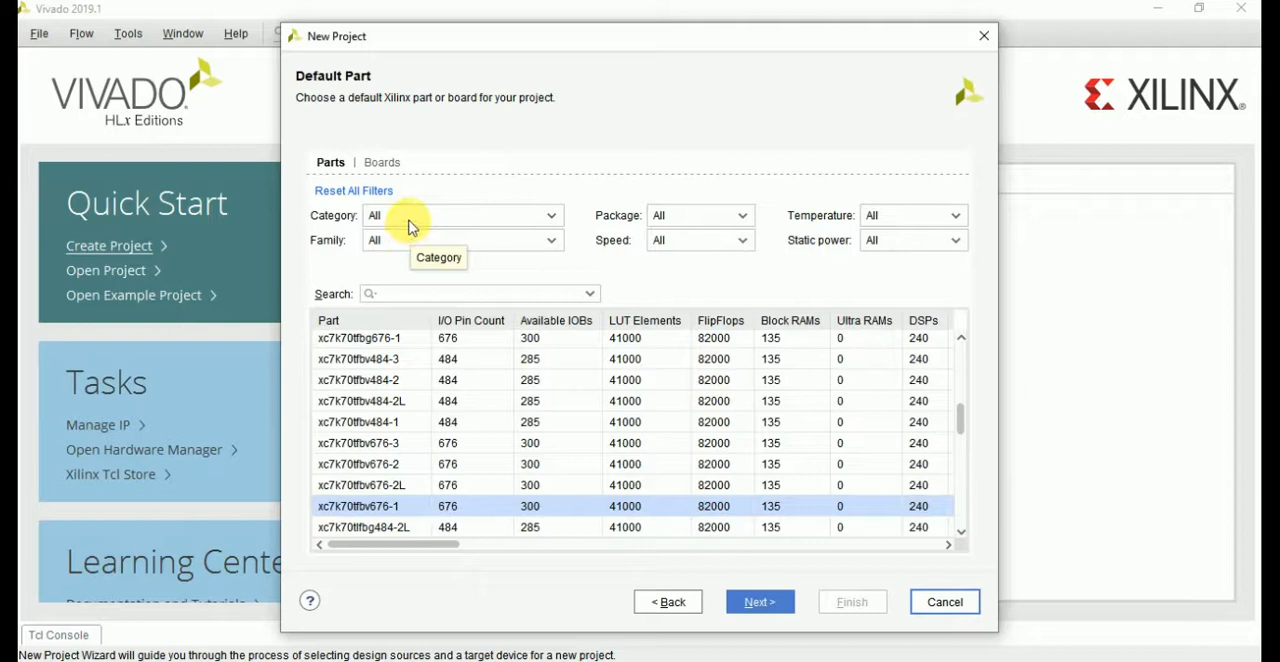 Vivado 2019.1
File Flow Tools Window Help
VIVADO
HLx Editions
XILINX
Quick Start
Create Project >
Open Project >
Open Example Project >
Tasks
Manage IP >
Open Hardware Manager >
Xilinx Tcl Store >
Learning Cente
Tcl Console
New Project Wizard will guide you through the process of selecting design sources and a target device for a new project.
New Project
Default Part
Choose a default Xilinx part or board for your project.
Parts | Boards
Reset All Filters
Category: All Package: All Temperature: All
Family: All Speed: All Static power: All
Category
Search:
Part I/O Pin Count Available IOBs LUT Elements FlipFlops Block RAMs Ultra RAMs DSPs
xc7k70tfbg676-1 676 300 41000 82000 135 0 240
xc7k70tfbv484-3 484 285 41000 82000 135 0 240
xc7k70tfbv484-2 484 285 41000 82000 135 0 240
xc7k70tfbv484-2L 484 285 41000 82000 135 0 240
xc7k70tfbv484-1 484 285 41000 82000 135 0 240
xc7k70tfbv676-3 676 300 41000 82000 135 0 240
xc7k70tfbv676-2 676 300 41000 82000 135 0 240
xc7k70tfbv676-2L 676 300 41000 82000 135 0 240
xc7k70tfbv676-1 676 300 41000 82000 135 0 240
xc7k70tlfbg484-2L 484 285 41000 82000 135 0 240
? < Back Next > Finish Cancel